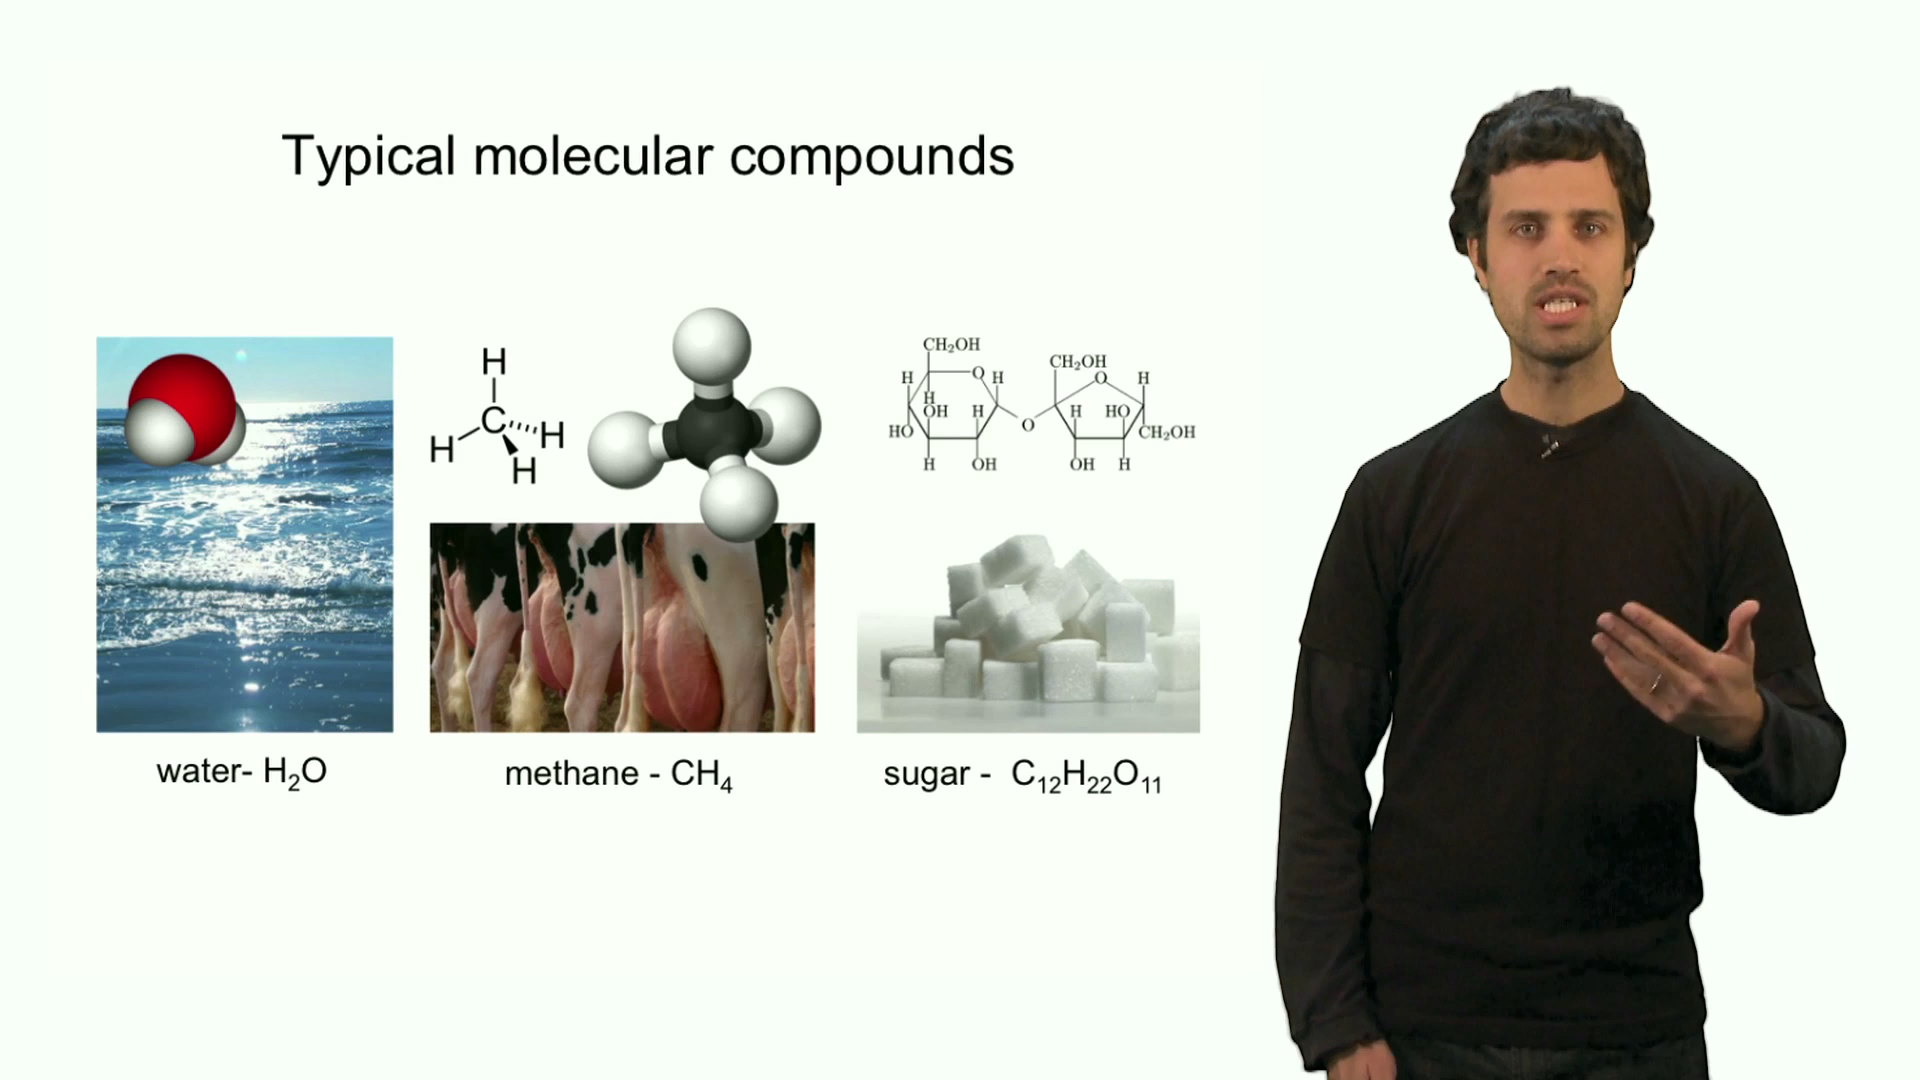 Typical molecular compounds
H
C
H
H
H
CH₂OH
O
H
H
H
OH
H
HO
H
OH
O
CH₂OH
O
H
H
HO
CH₂OH
OH
H
water- H₂O
methane - CH₄
sugar - C₁₂H₂₂O₁₁